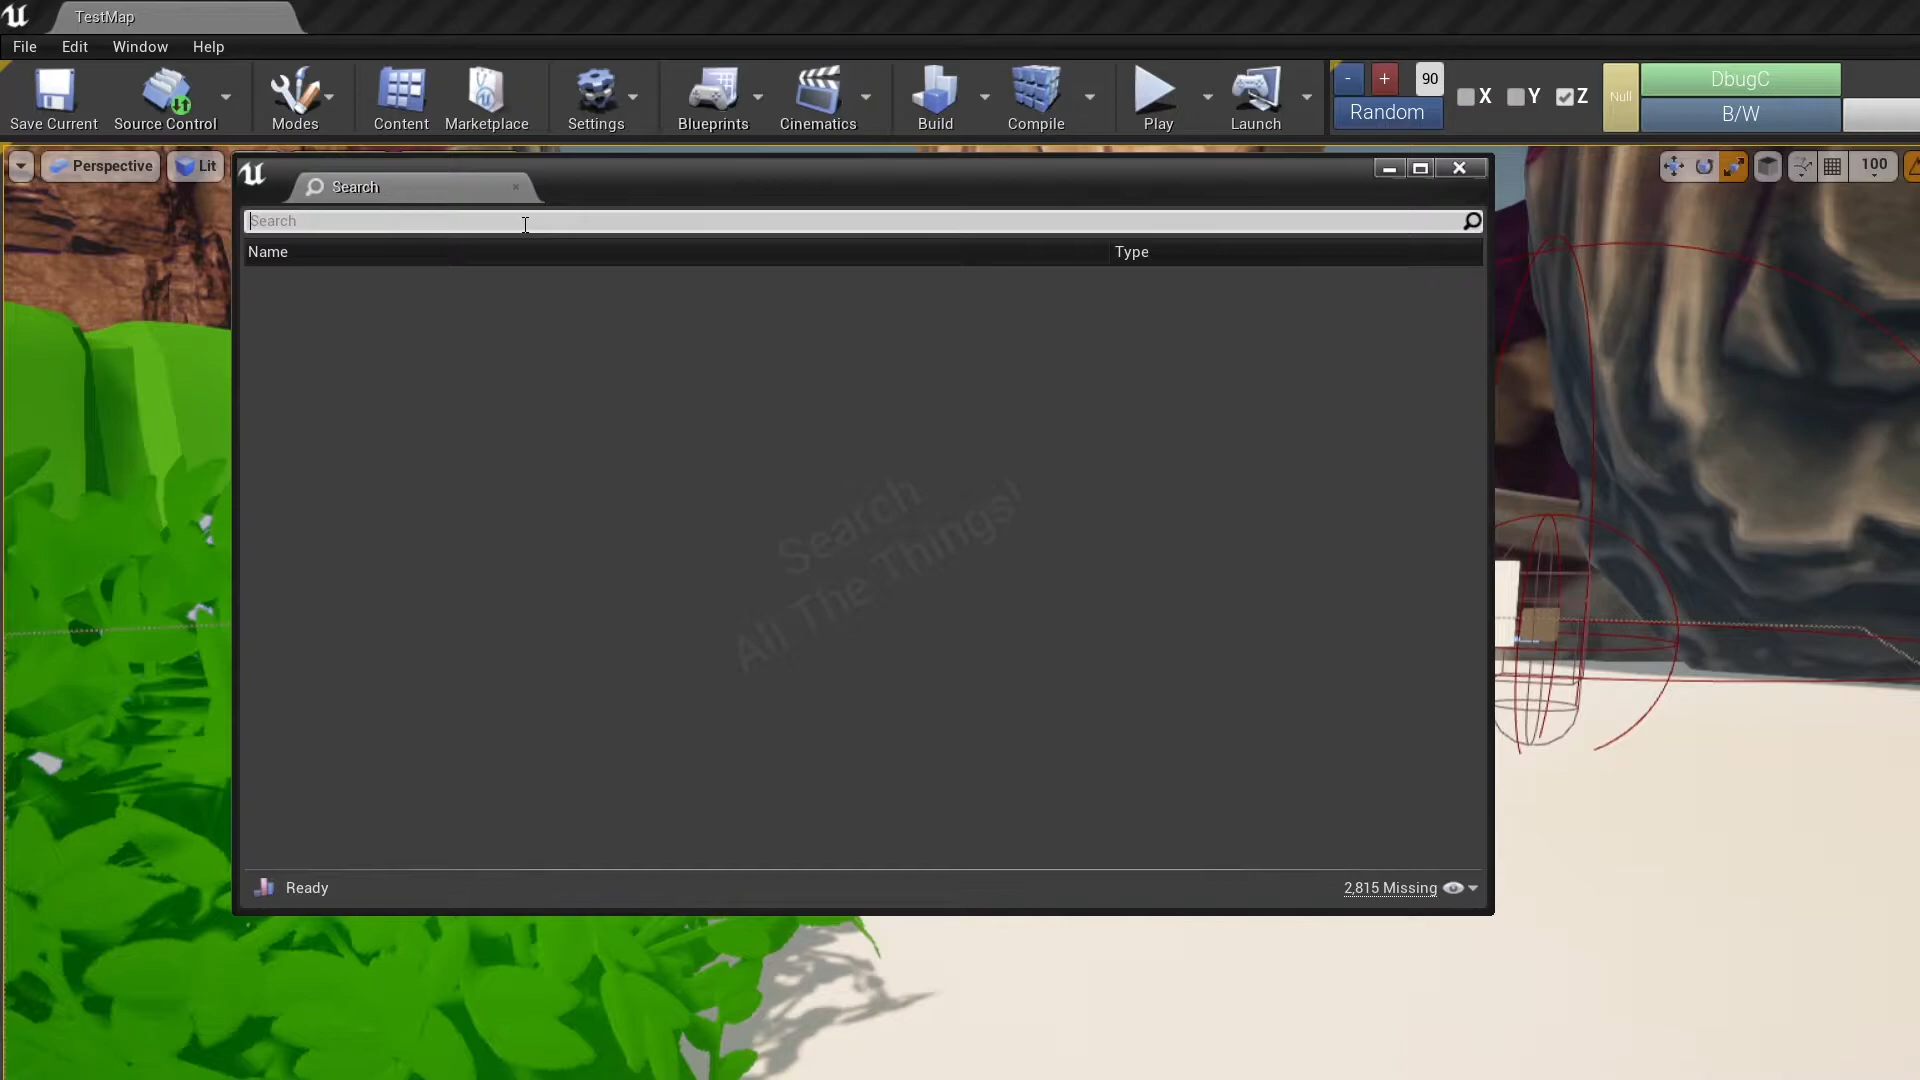 TestMap
File Edit Window Help
Save Current Source Control Modes Content Marketplace Settings Blueprints Cinematics Build Compile Play Launch
- + 90
Random
X Y Z
Null
DbugC
B/W
Perspective Lit
100
Search
Search
Name Type
Search
All The Things!
Ready
2,815 Missing